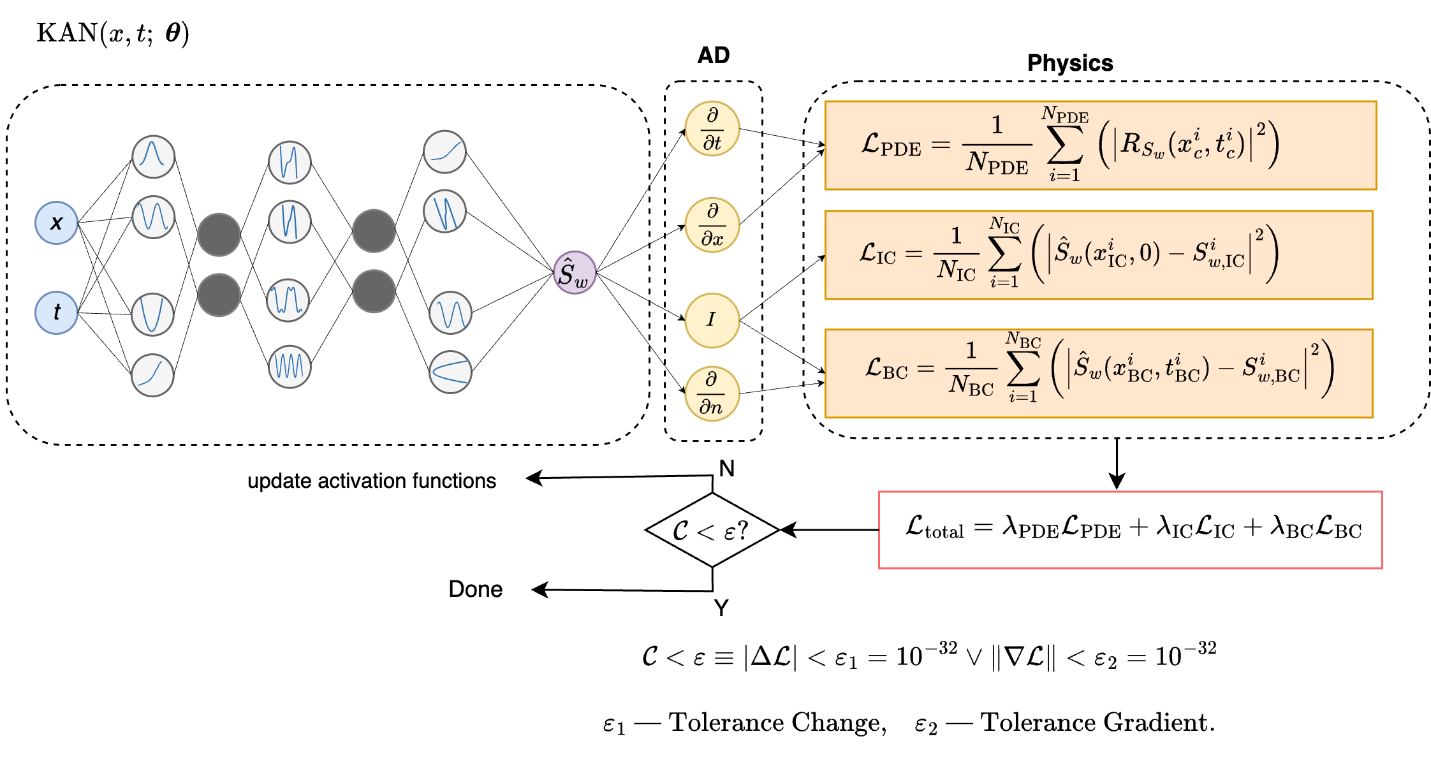 KAN(x, t; θ)
AD
Physics
x
t
Ŝ_w
∂/∂t
∂/∂x
I
∂/∂n
ℒ_PDE = 1/N_PDE ∑_{i=1}^{N_PDE} (|R_{S_w}(x_c^i, t_c^i)|^2)
ℒ_IC = 1/N_IC ∑_{i=1}^{N_IC} (|Ŝ_w(x_IC^i, 0) − S_{w,IC}^i|^2)
ℒ_BC = 1/N_BC ∑_{i=1}^{N_BC} (|Ŝ_w(x_BC^i, t_BC^i) − S_{w,BC}^i|^2)
N
update activation functions
𝒞 < ε?
ℒ_total = λ_PDE ℒ_PDE + λ_IC ℒ_IC + λ_BC ℒ_BC
Done
Y
𝒞 < ε ≡ |Δℒ| < ε_1 = 10^{−32} ∨ ‖∇ℒ‖ < ε_2 = 10^{−32}
ε_1 — Tolerance Change, ε_2 — Tolerance Gradient.